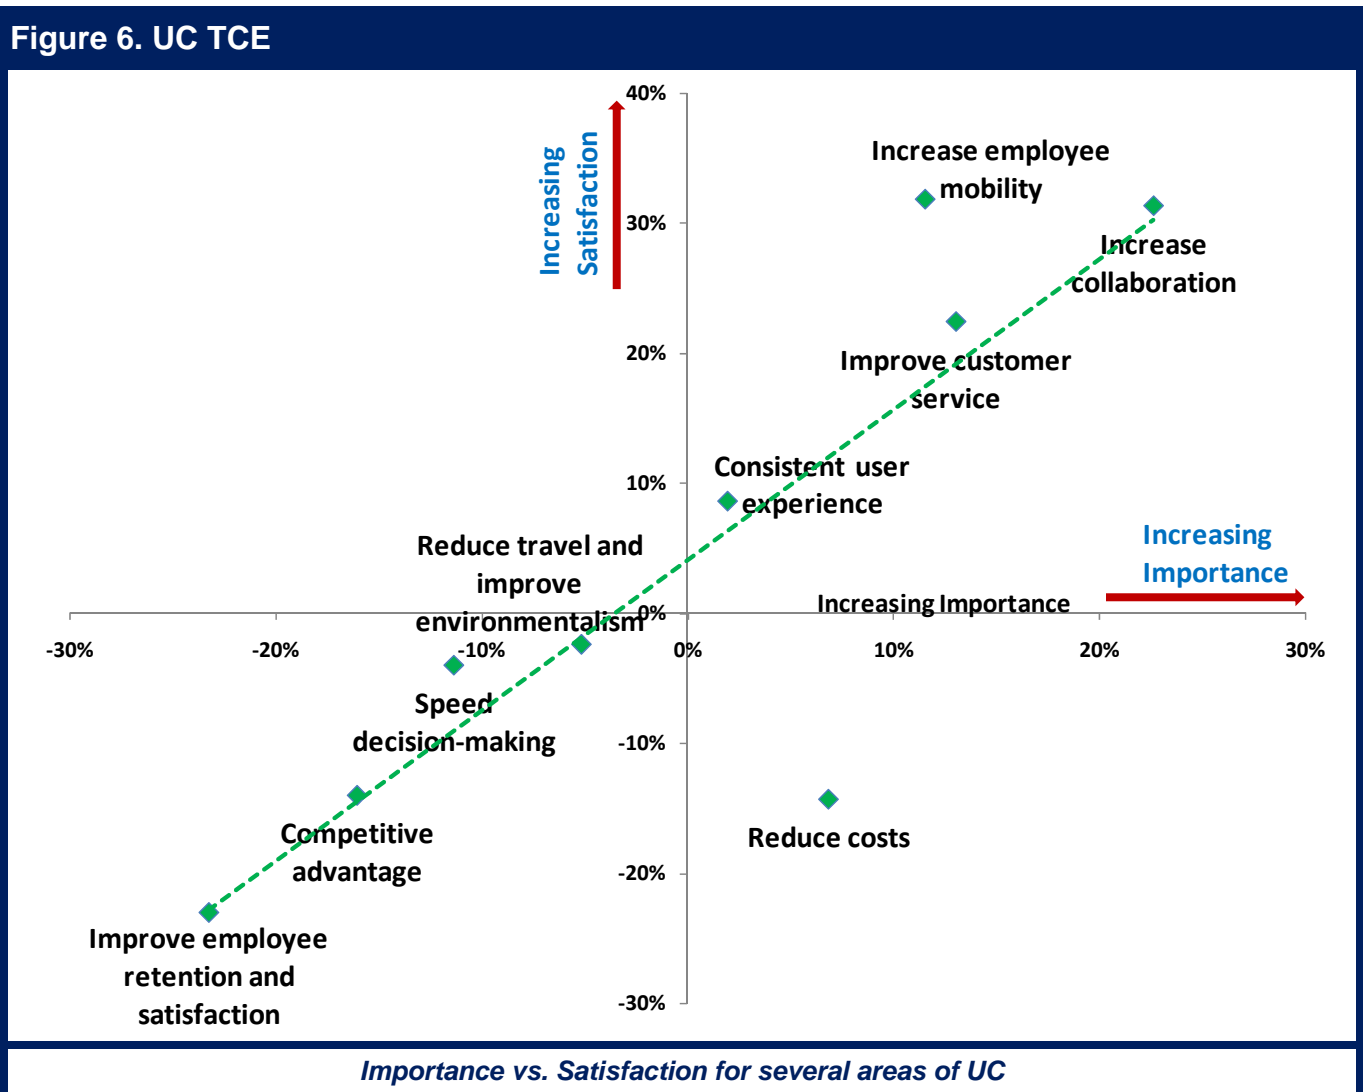 Figure 6. UC TCE
40%
Increasing
Satisfaction
Increase employee
mobility
30%
Increase
collaboration
20%
Improve customer
service
10%
Consistent user
experience
Reduce travel and
improve
environmentalism
Increasing
Importance
0%
Increasing Importance
-30%
-20%
-10%
0%
10%
20%
30%
Speed
decision-making
-10%
Competitive
advantage
Reduce costs
-20%
Improve employee
retention and
satisfaction
-30%
Importance vs. Satisfaction for several areas of UC